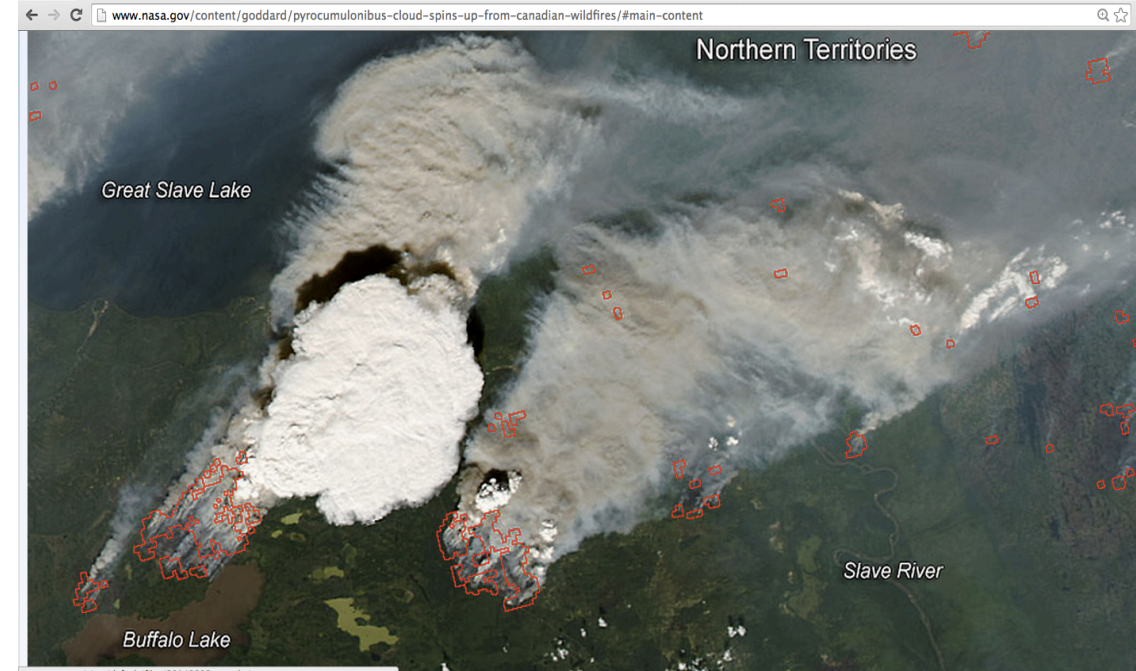 www.nasa.gov/content/goddard/pyrocumulonibus-cloud-spins-up-from-canadian-wildfires/#main-content
Northern Territories
Great Slave Lake
Slave River
Buffalo Lake